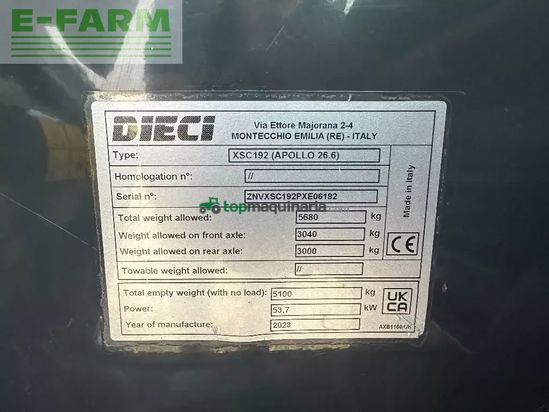 E-FARM
DIECI
Via Ettore Majorana 2-4
MONTECCHIO EMILIA (RE) - ITALY
Type: XSC192 (APOLLO 26.6)
Homologation n°: //
Serial n°: ZNVXSC192PXE06192
topmaquinaria.com
Total weight allowed: 5680 kg
Weight allowed on front axle: 3040 kg
Weight allowed on rear axle: 3000 kg
Towable weight allowed: //
Made in Italy
CE
Total empty weight (with no load): 5100 kg
Power: 53,7 kW
Year of manufacture: 2023
UK
CA
AXB1160/UK